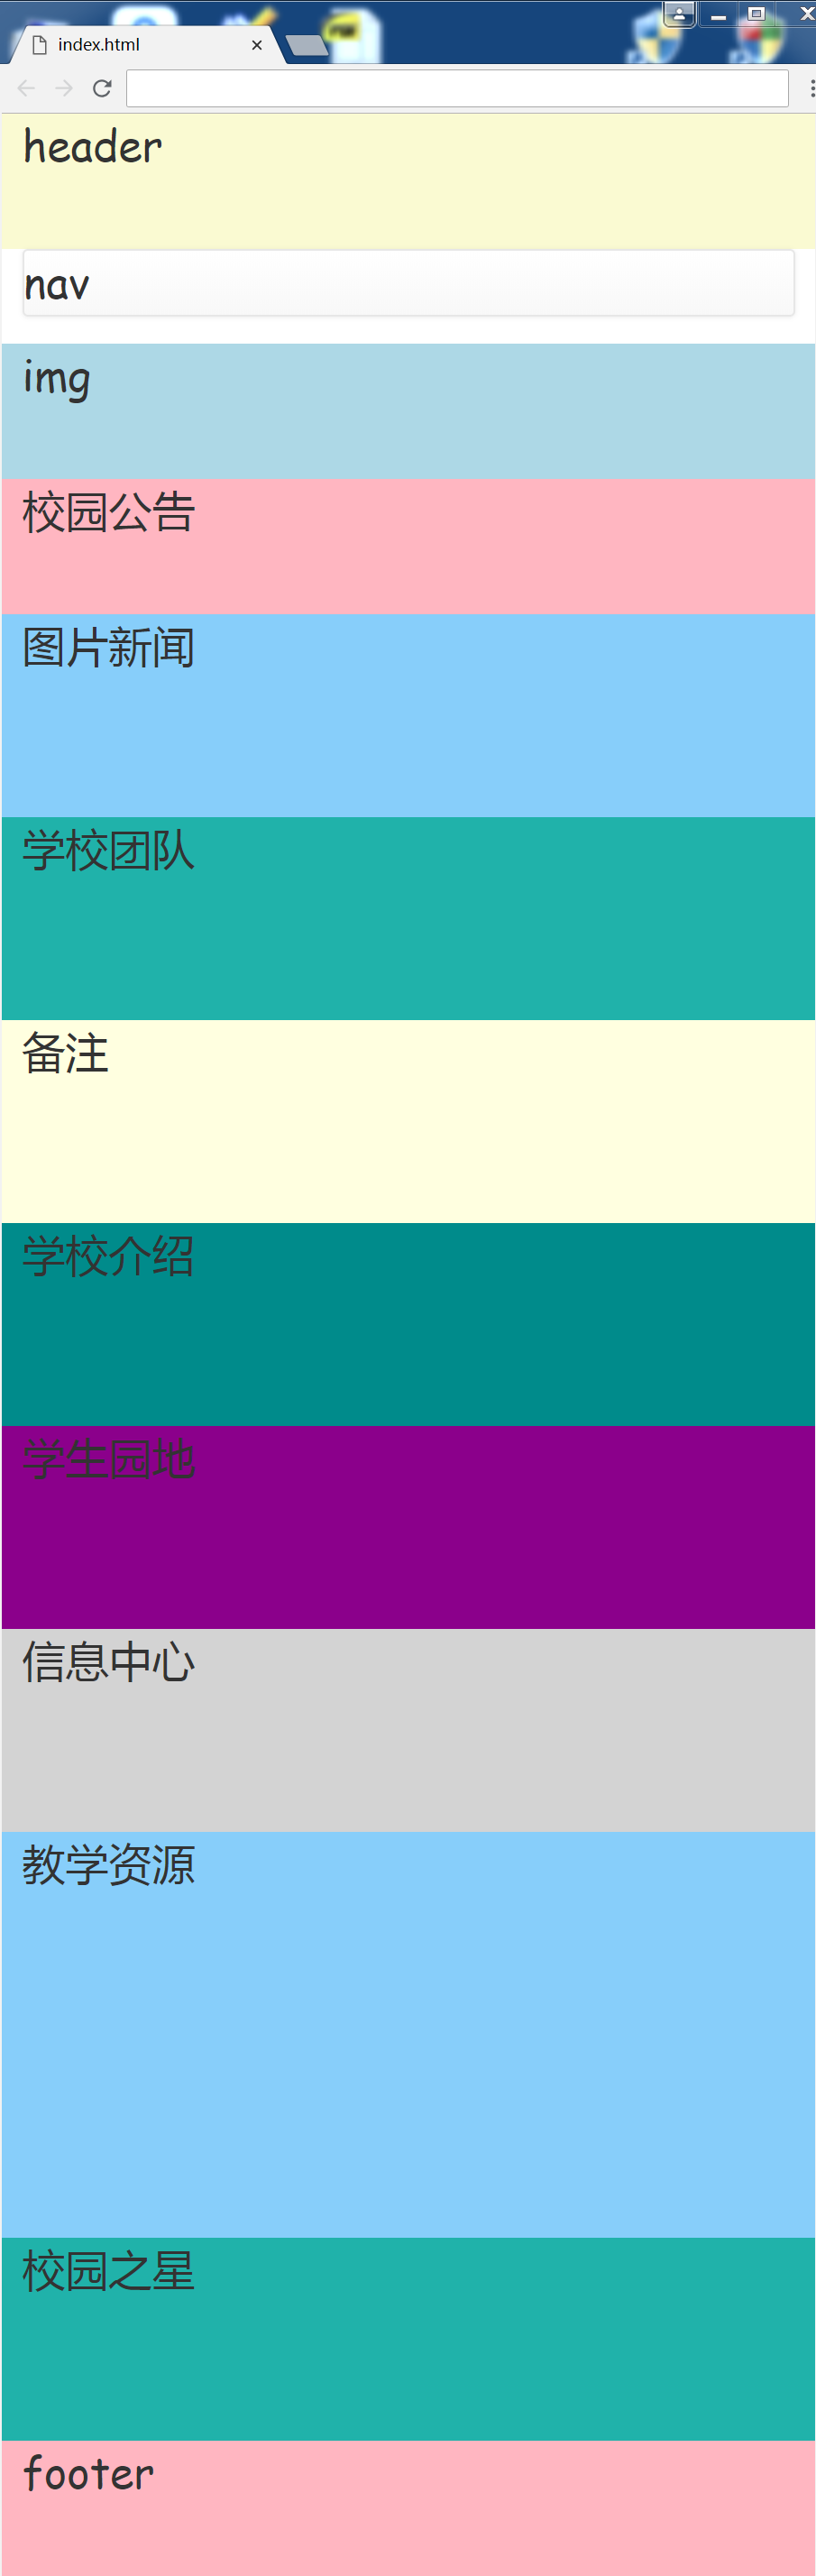 index.html
header
nav
img
校园公告
图片新闻
学校团队
备注
学校介绍
学生园地
信息中心
教学资源
校园之星
footer